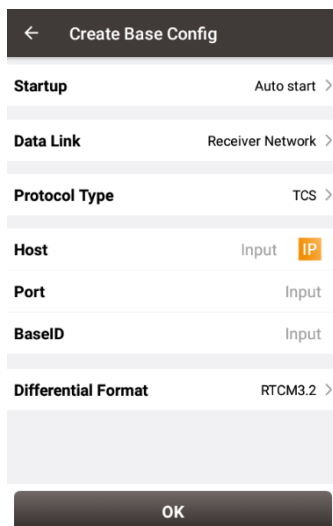 Create Base Config
Startup Auto start
Data Link Receiver Network
Protocol Type TCS
Host Input IP
Port Input
BaseID Input
Differential Format RTCM3.2
OK